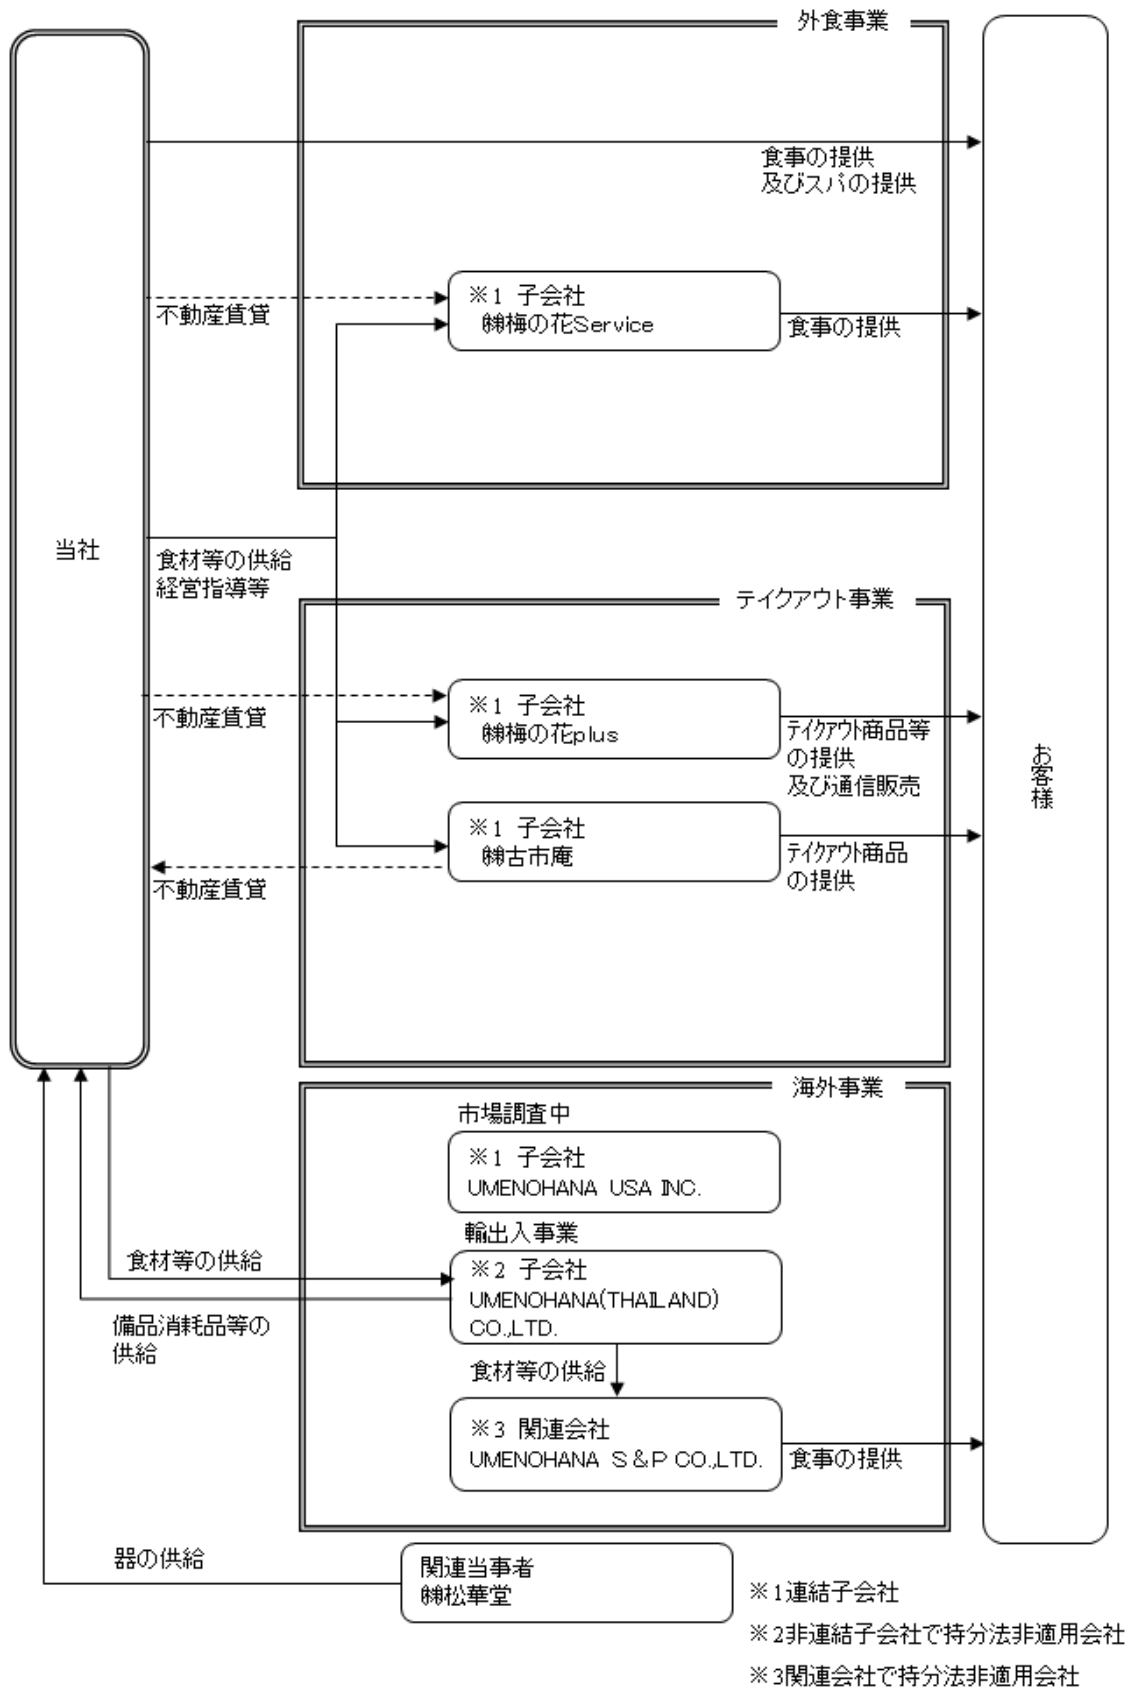 外食事業
食事の提供
及びスパの提供
※1 子会社
㈱梅の花Service
不動産賃貸
食事の提供
当社
食材等の供給
経営指導等
テイクアウト事業
※1 子会社
㈱梅の花plus
不動産賃貸
ﾃｲｸｱｳﾄ商品等
の提供
及び通信販売
お客様
※1 子会社
㈱古市庵
不動産賃貸
ﾃｲｸｱｳﾄ商品
の提供
海外事業
市場調査中
※1 子会社
UMENOHANA USA INC.
輸出入事業
食材等の供給
※2 子会社
UMENOHANA(THAILAND)
CO.,LTD.
備品消耗品等の
供給
食材等の供給
※3 関連会社
UMENOHANA S＆P CO.,LTD.
食事の提供
器の供給
関連当事者
㈱松華堂
※1連結子会社
※2非連結子会社で持分法非適用会社
※3関連会社で持分法非適用会社